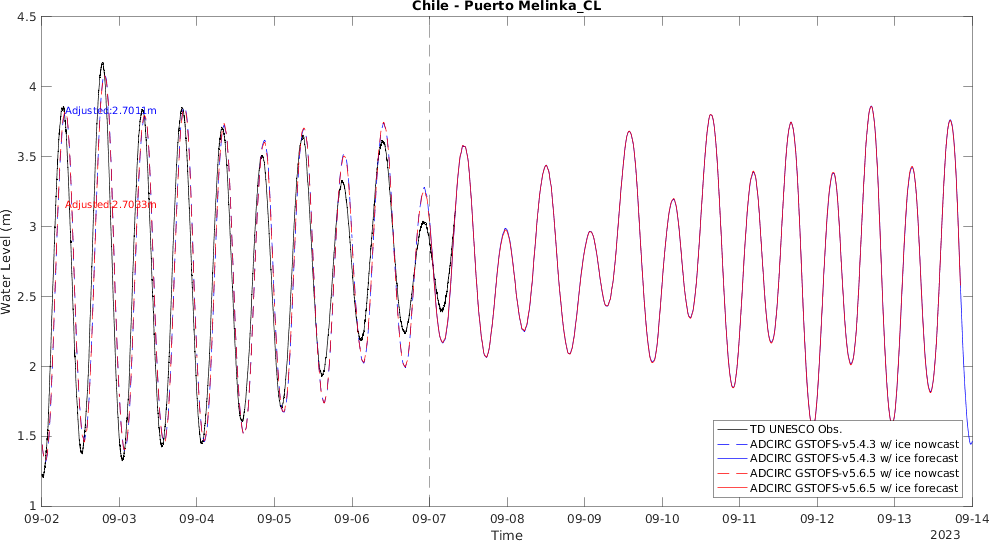 Chile - Puerto Melinka_CL
4.5
4
3.5
3
2.5
2
1.5
1
Water Level (m)
Adjusted:2.7011m
Adjusted:2.7033m
TD UNESCO Obs.
ADCIRC GSTOFS-v5.4.3 w/ ice nowcast
ADCIRC GSTOFS-v5.4.3 w/ ice forecast
ADCIRC GSTOFS-v5.6.5 w/ ice nowcast
ADCIRC GSTOFS-v5.6.5 w/ ice forecast
09-02 09-03 09-04 09-05 09-06 09-07 09-08 09-09 09-10 09-11 09-12 09-13 09-14
Time
2023